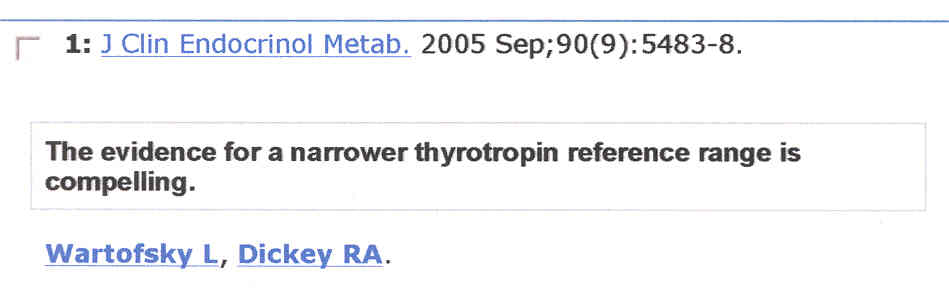 1: J Clin Endocrinol Metab. 2005 Sep;90(9):5483-8.
The evidence for a narrower thyrotropin reference range is
compelling.
Wartofsky L, Dickey RA.